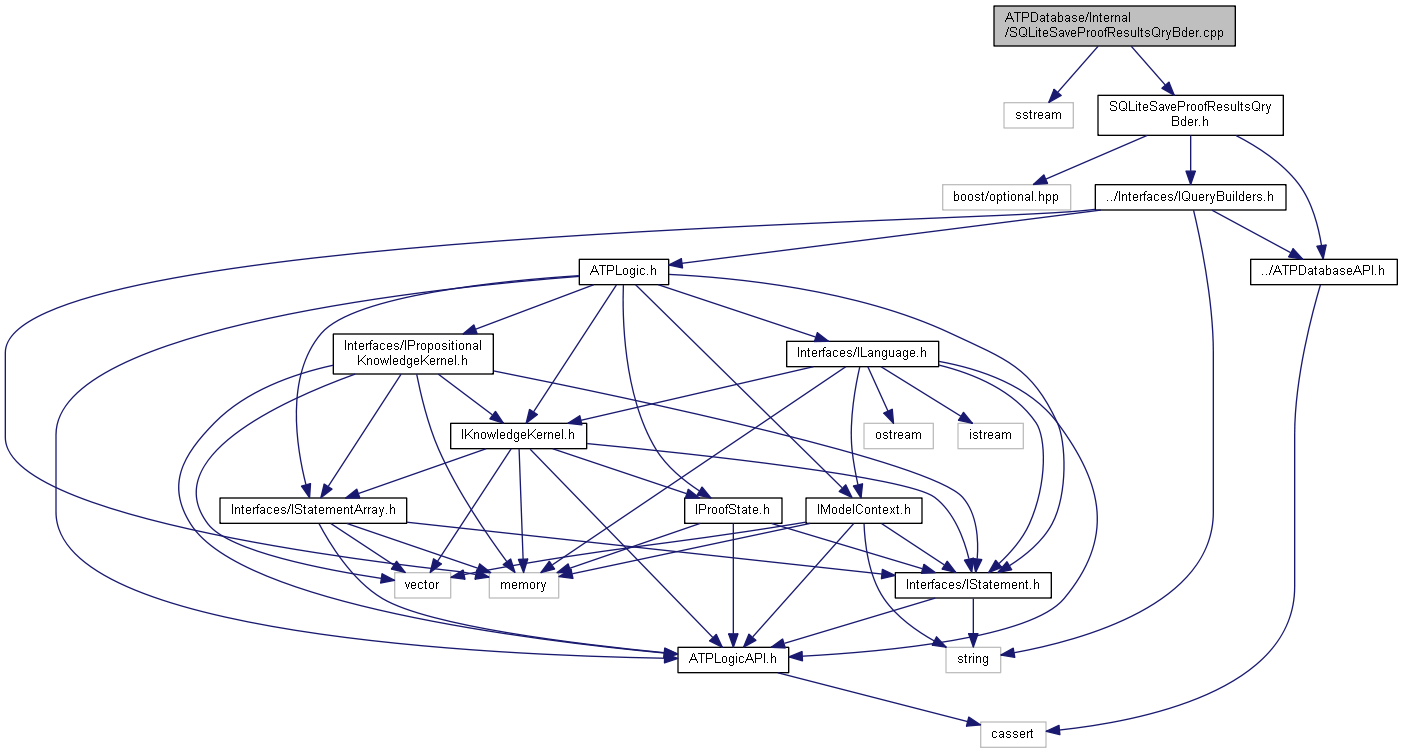 ATPDatabase/Internal
/SQLiteSaveProofResultsQryBder.cpp
sstream
SQLiteSaveProofResultsQry
Bder.h
boost/optional.hpp
../Interfaces/IQueryBuilders.h
ATPLogic.h
../ATPDatabaseAPI.h
Interfaces/IPropositional
KnowledgeKernel.h
Interfaces/ILanguage.h
IKnowledgeKernel.h
ostream
istream
Interfaces/IStatementArray.h
IProofState.h
IModelContext.h
vector
memory
Interfaces/IStatement.h
ATPLogicAPI.h
string
cassert